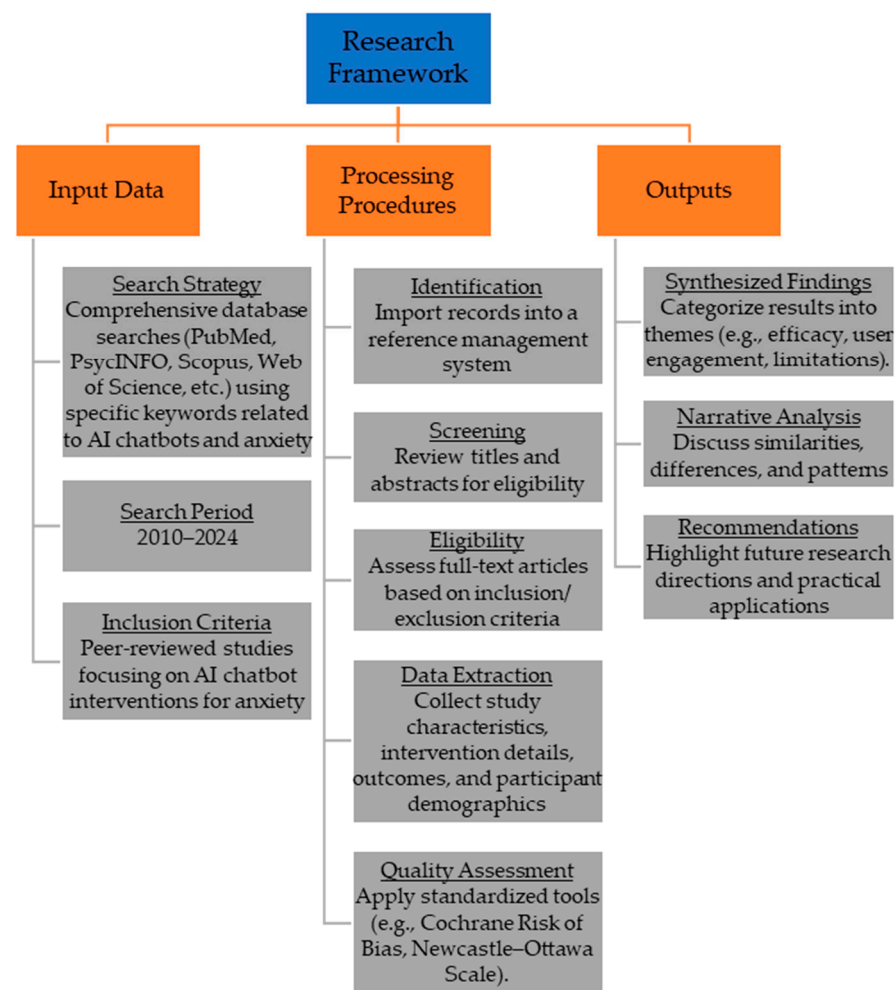 Research
Framework
Input Data
Search Strategy
Comprehensive database
searches (PubMed,
PsycINFO, Scopus, Web
of Science, etc.) using
specific keywords related
to AI chatbots and anxiety
Search Period
2010–2024
Inclusion Criteria
Peer-reviewed studies
focusing on AI chatbot
interventions for anxiety
Processing
Procedures
Identification
Import records into a
reference management
system
Screening
Review titles and
abstracts for eligibility
Eligibility
Assess full-text articles
based on inclusion/
exclusion criteria
Data Extraction
Collect study
characteristics,
intervention details,
outcomes, and participant
demographics
Quality Assessment
Apply standardized tools
(e.g., Cochrane Risk of
Bias, Newcastle–Ottawa
Scale).
Outputs
Synthesized Findings
Categorize results into
themes (e.g., efficacy, user
engagement, limitations).
Narrative Analysis
Discuss similarities,
differences, and patterns
Recommendations
Highlight future research
directions and practical
applications